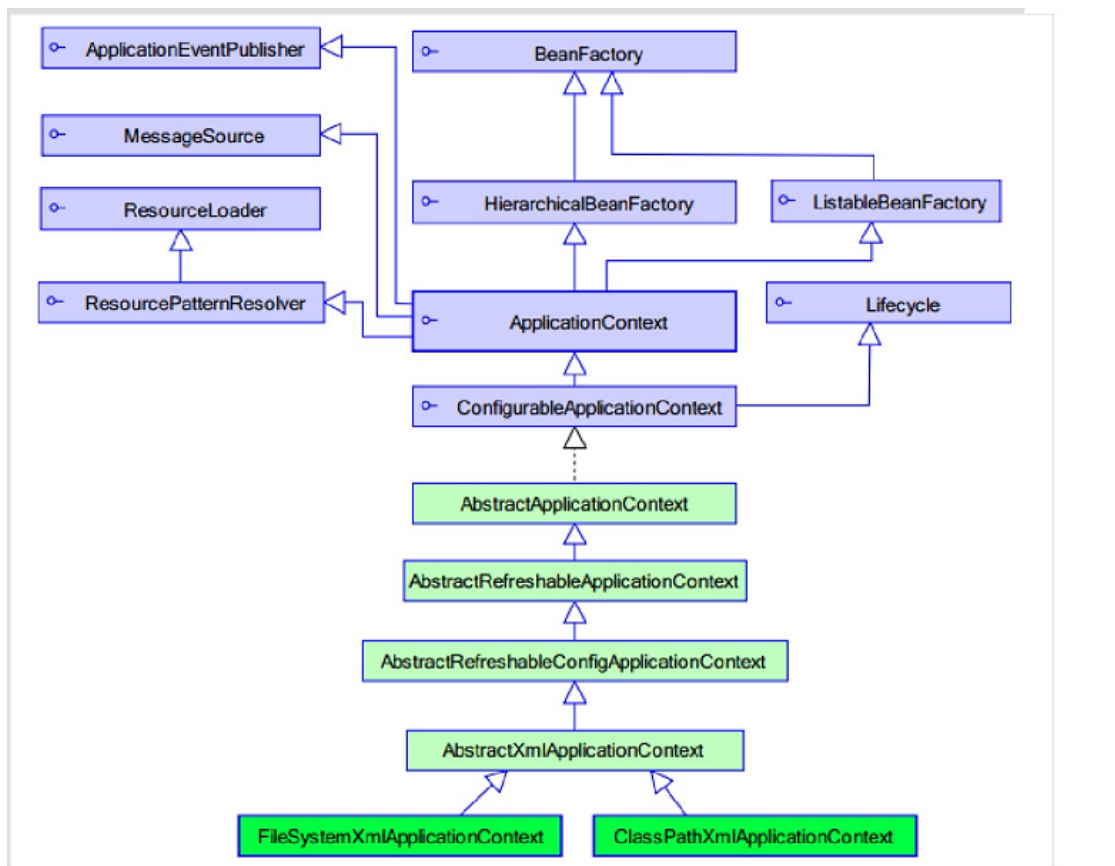 ApplicationEventPublisher
BeanFactory
MessageSource
ResourceLoader
HierarchicalBeanFactory
ListableBeanFactory
ResourcePatternResolver
ApplicationContext
Lifecycle
ConfigurableApplicationContext
AbstractApplicationContext
AbstractRefreshableApplicationContext
AbstractRefreshableConfigApplicationContext
AbstractXmlApplicationContext
FileSystemXmlApplicationContext
ClassPathXmlApplicationContext